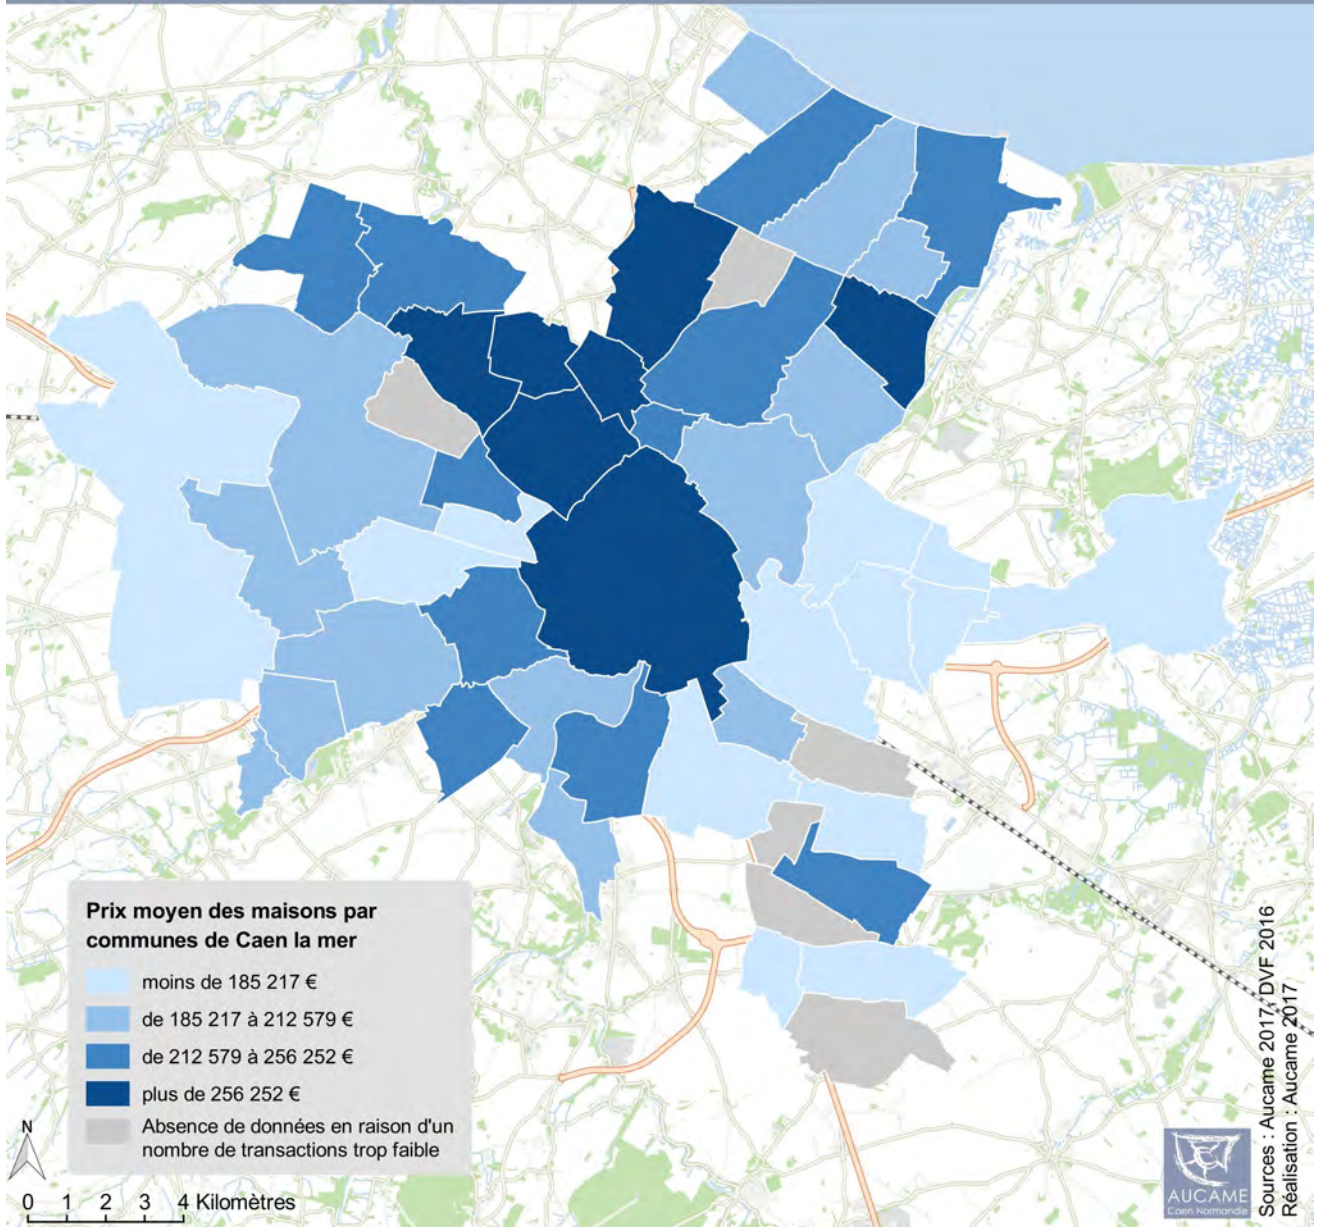 Prix moyen des maisons par
communes de Caen la mer
moins de 185 217 €
de 185 217 à 212 579 €
de 212 579 à 256 252 €
plus de 256 252 €
Absence de données en raison d'un
nombre de transactions trop faible
N
0 1 2 3 4 Kilomètres
AUCAME
Caen Normandie
Sources : Aucame 2017, DVF 2016
Réalisation : Aucame 2017